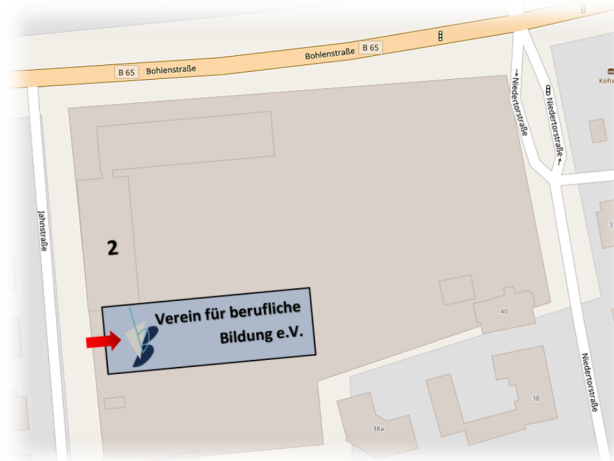 B 65 Bohlenstraße
Bohlenstraße B 65
Niedertorstraße
Niedertorstraße
Jahnstraße
2
Verein für berufliche
Bildung e.V.
40
Niedertorstraße
38
38a